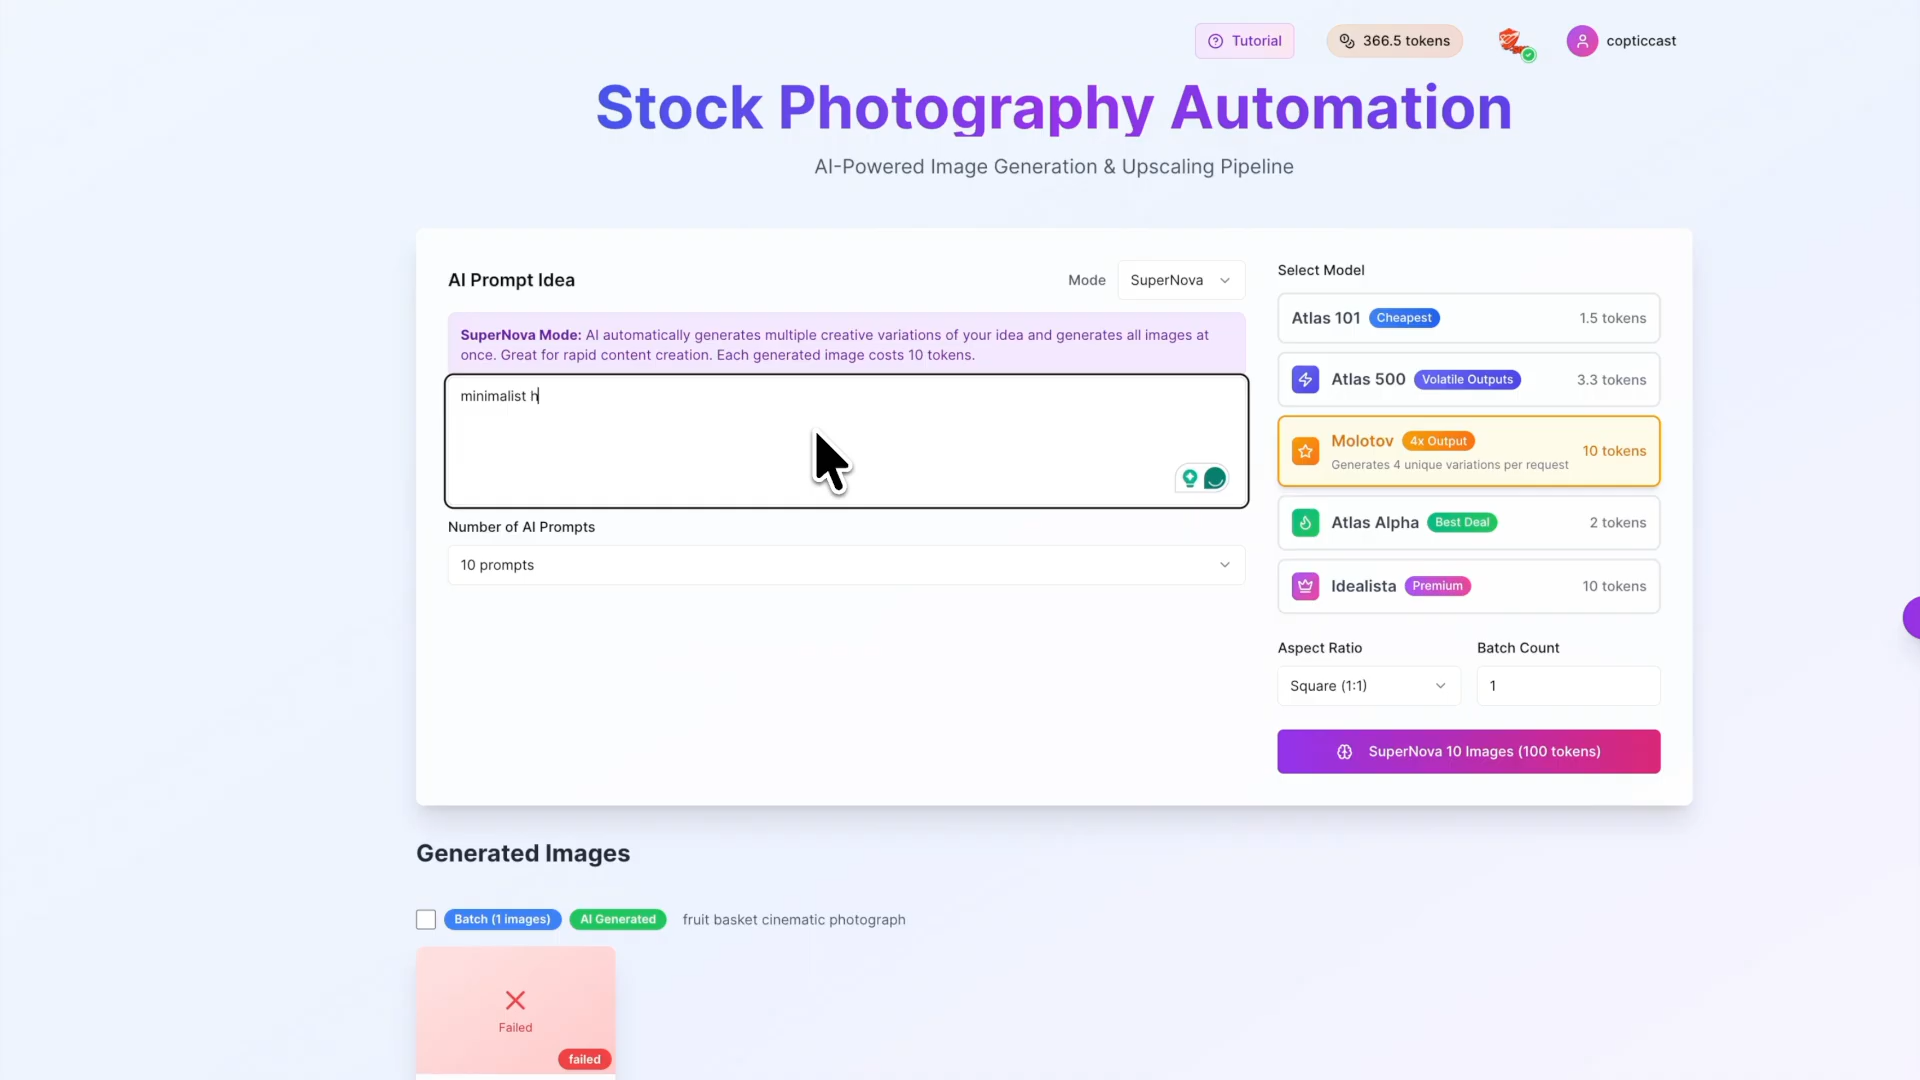 Tutorial
366.5 tokens
copticcast
Stock Photography Automation
AI-Powered Image Generation & Upscaling Pipeline
AI Prompt Idea
Mode
SuperNova
SuperNova Mode: AI automatically generates multiple creative variations of your idea and generates all images at
once. Great for rapid content creation. Each generated image costs 10 tokens.
minimalist h
Number of AI Prompts
10 prompts
Select Model
Atlas 101 Cheapest 1.5 tokens
Atlas 500 Volatile Outputs 3.3 tokens
Molotov 4x Output 10 tokens
Generates 4 unique variations per request
Atlas Alpha Best Deal 2 tokens
Idealista Premium 10 tokens
Aspect Ratio Batch Count
Square (1:1) 1
SuperNova 10 Images (100 tokens)
Generated Images
Batch (1 images) AI Generated fruit basket cinematic photograph
Failed
failed